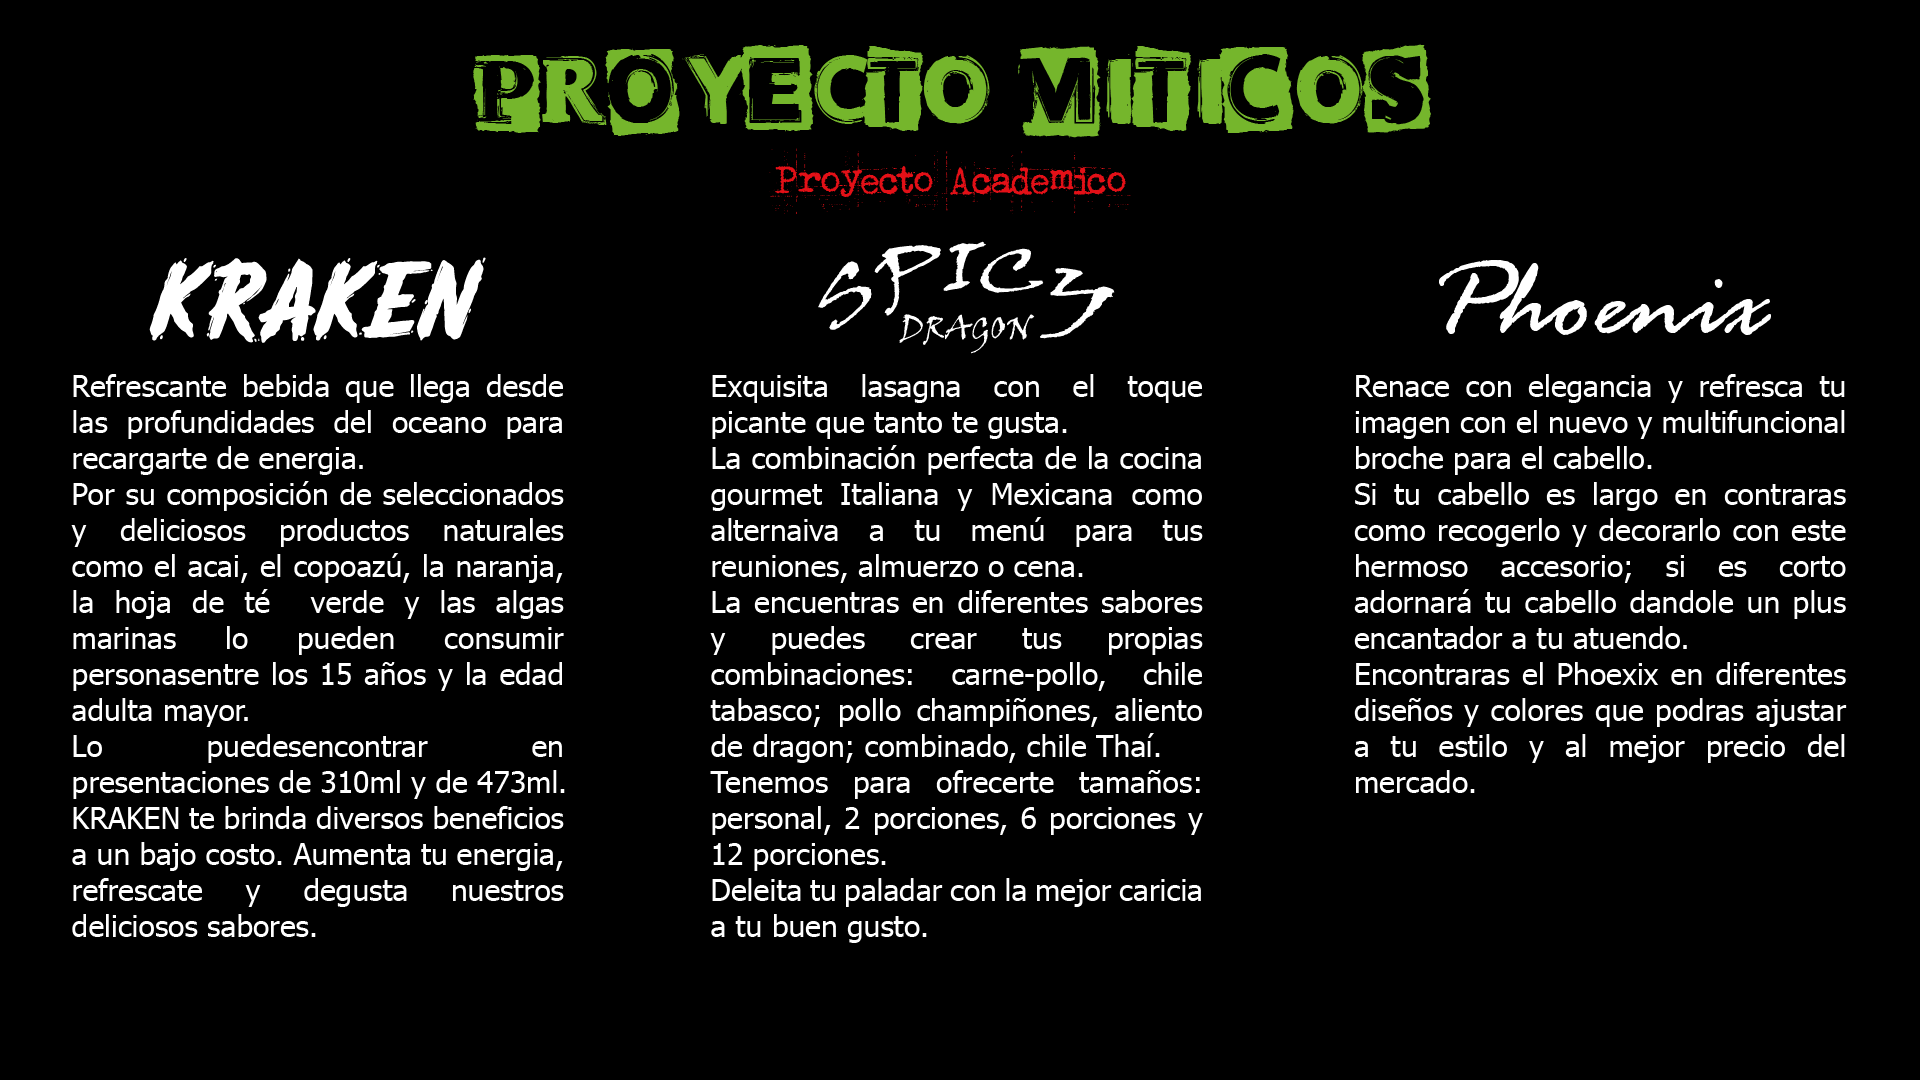 PROYECTO MITICOS
Proyecto Academico
KRAKEN
Refrescante bebida que llega desde
las profundidades del oceano para
recargarte de energia.
Por su composición de seleccionados
y deliciosos productos naturales
como el acai, el copoazú, la naranja,
la hoja de té verde y las algas
marinas lo pueden consumir
personasentre los 15 años y la edad
adulta mayor.
Lo puedesencontrar en
presentaciones de 310ml y de 473ml.
KRAKEN te brinda diversos beneficios
a un bajo costo. Aumenta tu energia,
refrescate y degusta nuestros
deliciosos sabores.
SPICY
DRAGON
Exquisita lasagna con el toque
picante que tanto te gusta.
La combinación perfecta de la cocina
gourmet Italiana y Mexicana como
alternaiva a tu menú para tus
reuniones, almuerzo o cena.
La encuentras en diferentes sabores
y puedes crear tus propias
combinaciones: carne-pollo, chile
tabasco; pollo champiñones, aliento
de dragon; combinado, chile Thaí.
Tenemos para ofrecerte tamaños:
personal, 2 porciones, 6 porciones y
12 porciones.
Deleita tu paladar con la mejor caricia
a tu buen gusto.
Phoenix
Renace con elegancia y refresca tu
imagen con el nuevo y multifuncional
broche para el cabello.
Si tu cabello es largo en contraras
como recogerlo y decorarlo con este
hermoso accesorio; si es corto
adornará tu cabello dandole un plus
encantador a tu atuendo.
Encontraras el Phoexix en diferentes
diseños y colores que podras ajustar
a tu estilo y al mejor precio del
mercado.